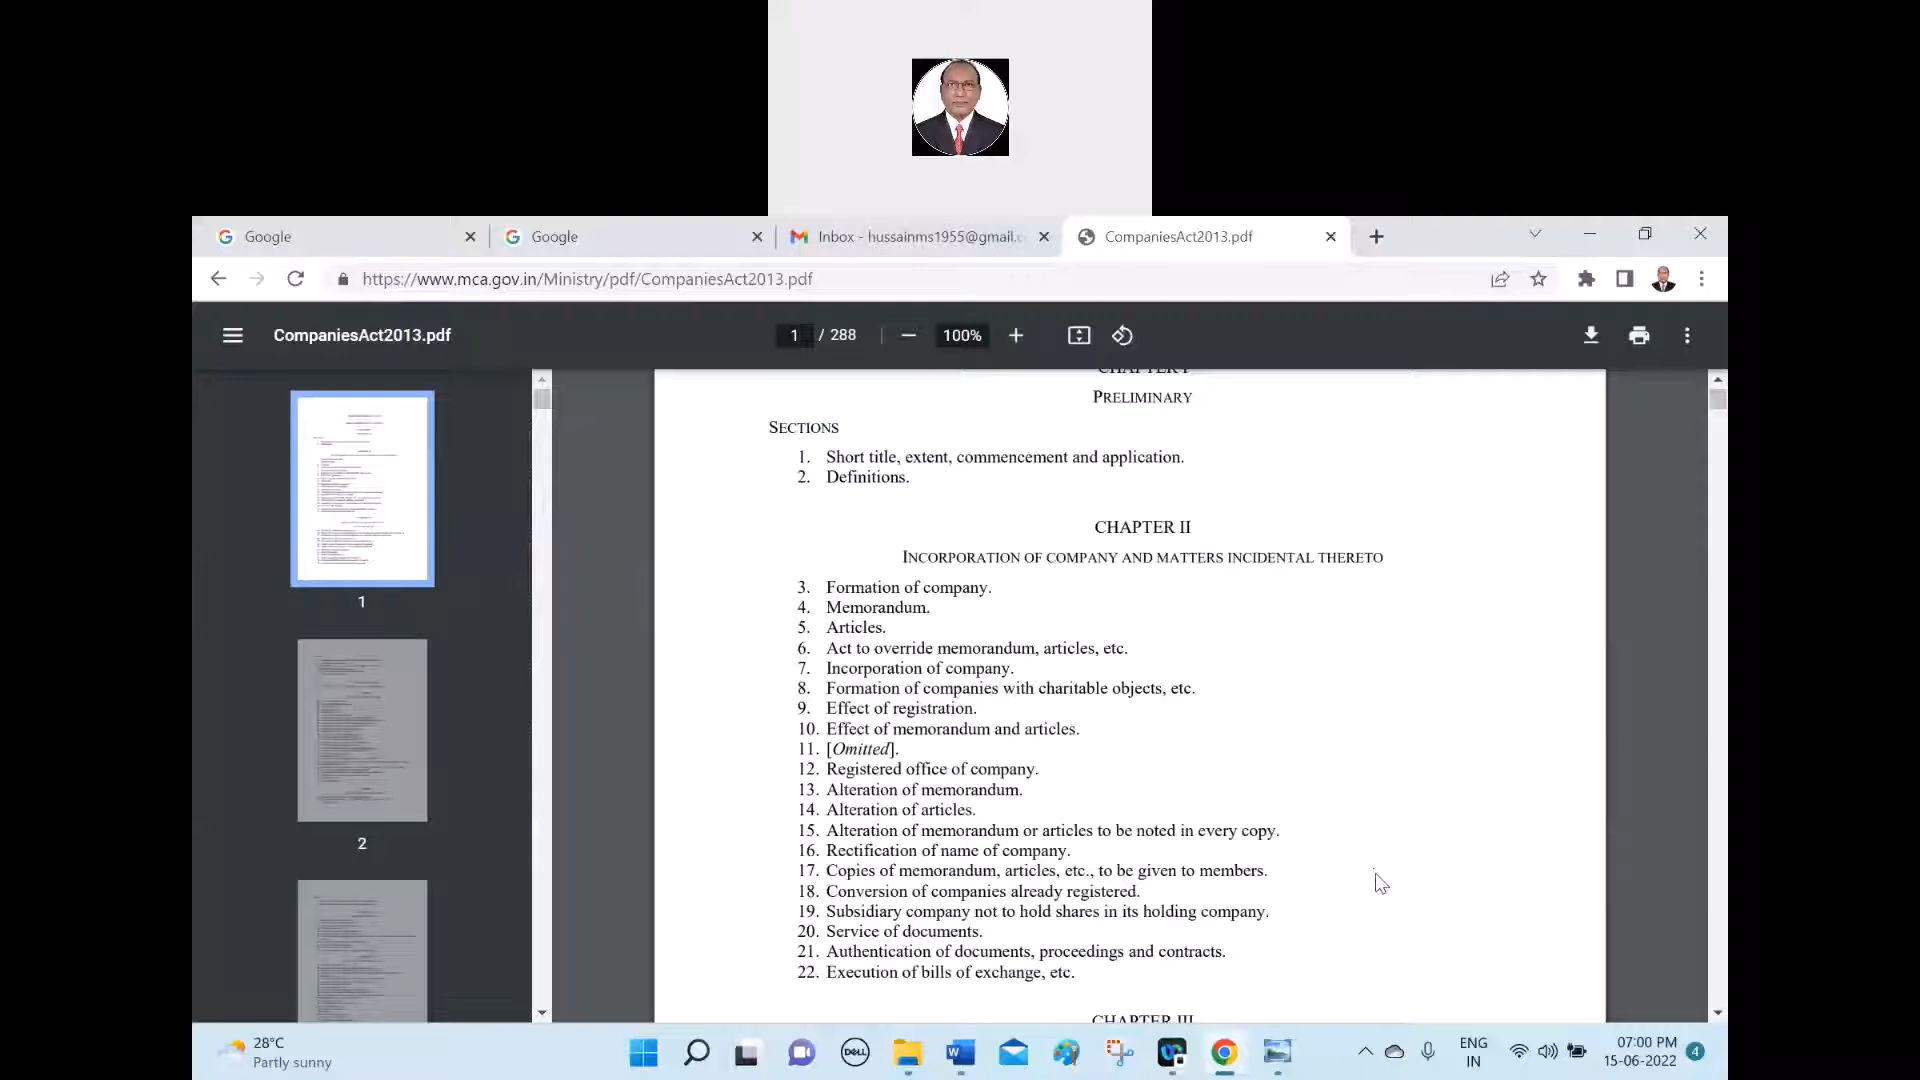 Google
Google
Inbox - hussainms1955@gmail.c
CompaniesAct2013.pdf
https://www.mca.gov.in/Ministry/pdf/CompaniesAct2013.pdf
CompaniesAct2013.pdf
1 / 288
100%
CHAPTER I
PRELIMINARY
SECTIONS
1. Short title, extent, commencement and application.
2. Definitions.
CHAPTER II
INCORPORATION OF COMPANY AND MATTERS INCIDENTAL THERETO
3. Formation of company.
4. Memorandum.
5. Articles.
6. Act to override memorandum, articles, etc.
7. Incorporation of company.
8. Formation of companies with charitable objects, etc.
9. Effect of registration.
10. Effect of memorandum and articles.
11. [Omitted].
12. Registered office of company.
13. Alteration of memorandum.
14. Alteration of articles.
15. Alteration of memorandum or articles to be noted in every copy.
16. Rectification of name of company.
17. Copies of memorandum, articles, etc., to be given to members.
18. Conversion of companies already registered.
19. Subsidiary company not to hold shares in its holding company.
20. Service of documents.
21. Authentication of documents, proceedings and contracts.
22. Execution of bills of exchange, etc.
CHAPTER III
1
2
28°C
Partly sunny
DELL
ENG
IN
07:00 PM
15-06-2022
4